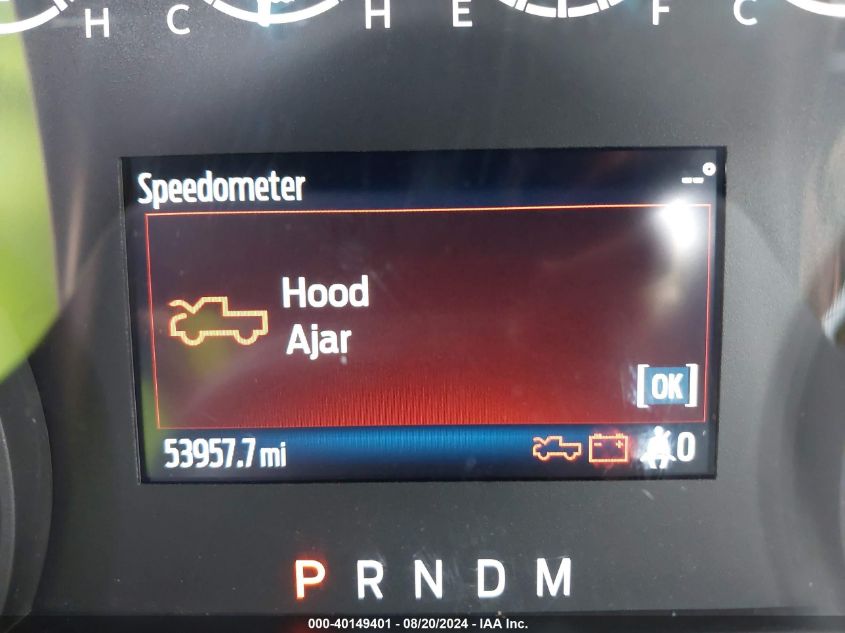 H C H E F C
Speedometer --°
Hood
Ajar
[OK]
53957.7 mi 0
P R N D M
000-40149401 - 08/20/2024 - IAA Inc.